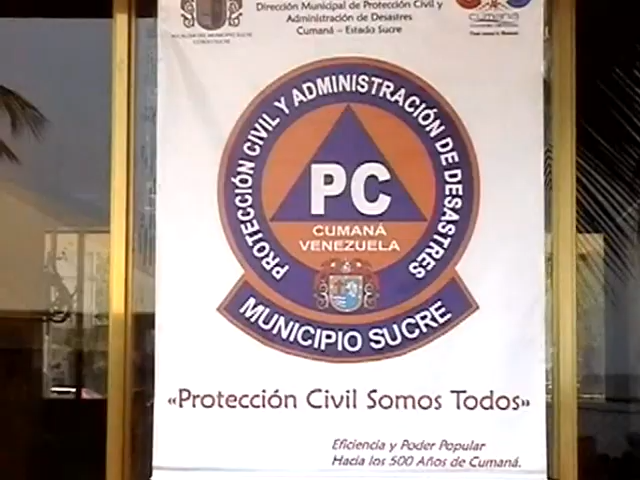 Dirección Municipal de Protección Civil y
Administración de Desastres
Cumaná – Estado Sucre
cumaná
PROTECCIÓN CIVIL Y ADMINISTRACIÓN DE DESASTRES
PC
CUMANÁ
VENEZUELA
MUNICIPIO SUCRE
«Protección Civil Somos Todos»
Eficiencia y Poder Popular
Hacia los 500 Años de Cumaná.